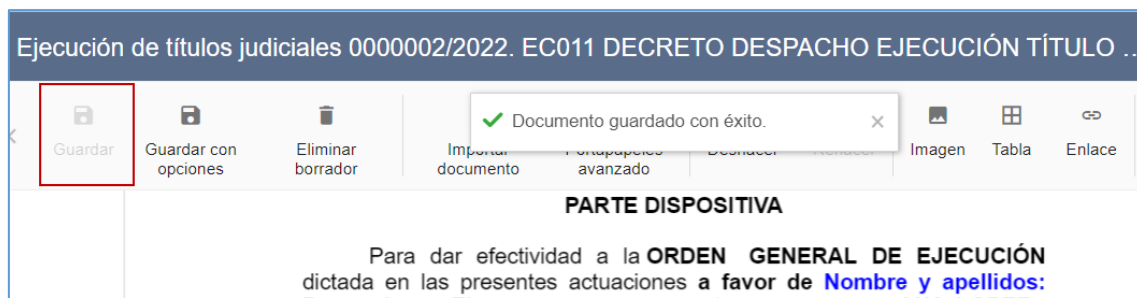 Ejecución de títulos judiciales 0000002/2022. EC011 DECRETO DESPACHO EJECUCIÓN TÍTULO ...
Guardar
Guardar con
opciones
Eliminar
borrador
Importar
documento
avanzado
Documento guardado con éxito.
Imagen
Tabla
Enlace
PARTE DISPOSITIVA
Para dar efectividad a la ORDEN GENERAL DE EJECUCIÓN
dictada en las presentes actuaciones a favor de Nombre y apellidos: